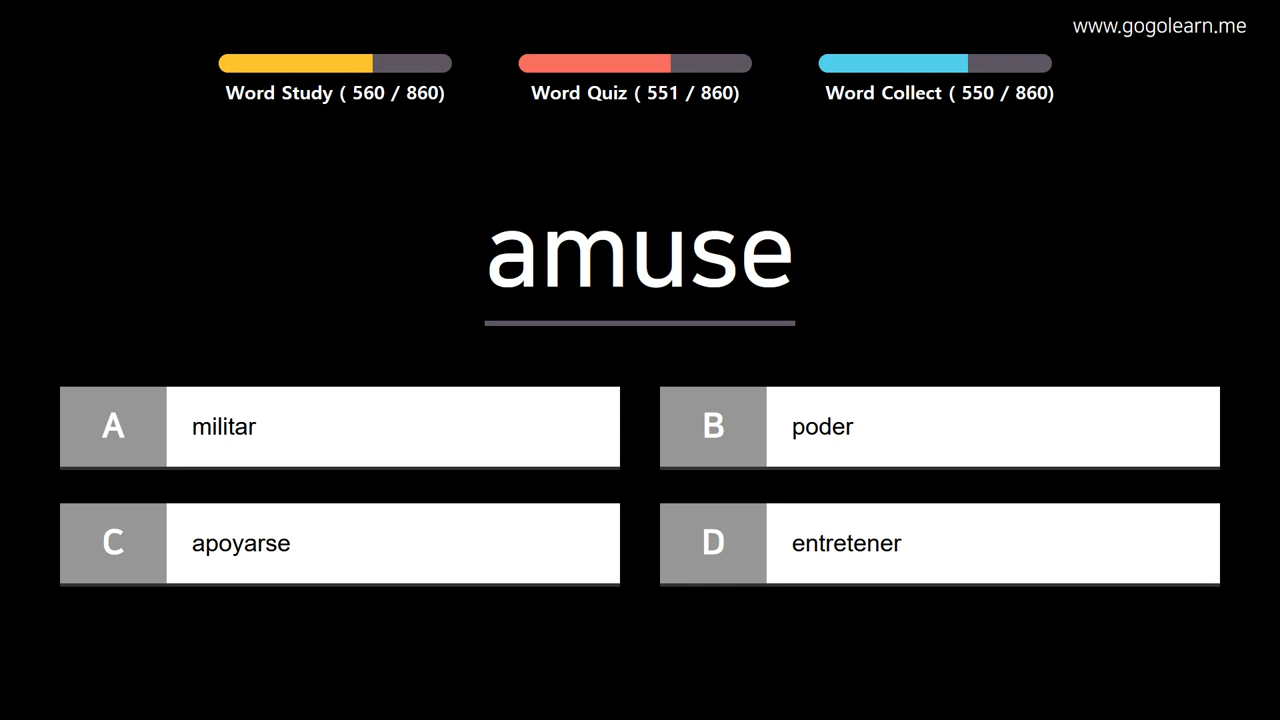 www.gogolearn.me
Word Study ( 560 / 860)
Word Quiz ( 551 / 860)
Word Collect ( 550 / 860)
amuse
A militar
B poder
C apoyarse
D entretener